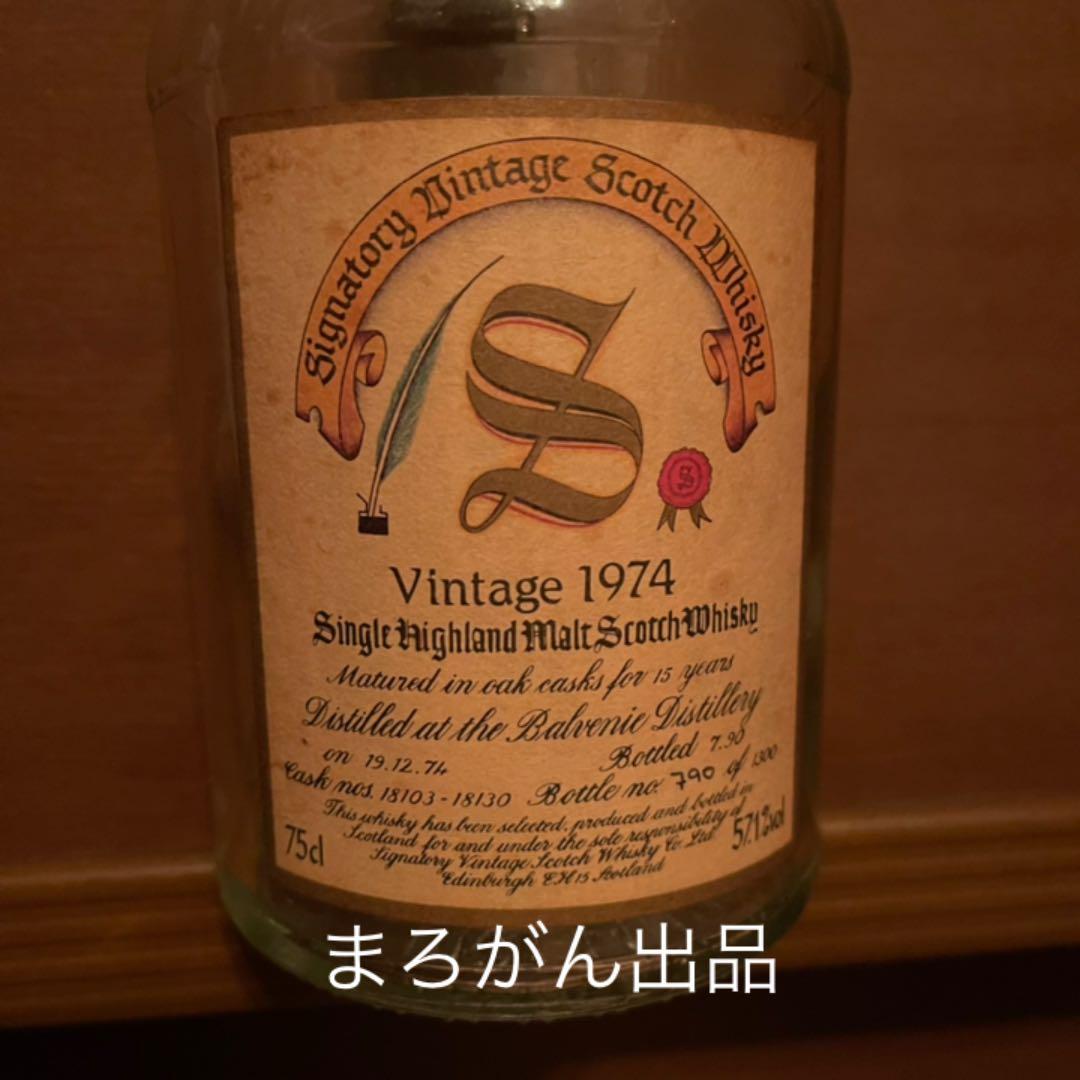 Signatory Vintage Scotch Whisky
S
S
Vintage 1974
Single Highland Malt Scotch Whisky
Matured in oak casks for 15 years
Distilled at the Balvenie Distillery
on 19.12.74 Bottled 7.90
Cask nos. 18103-18130 Bottle no. 790 of 1300
This whisky has been selected, produced and bottled in
Scotland for and under the sole responsibility of
Signatory Vintage Scotch Whisky Co. Ltd.
Edinburgh EH15 Scotland
75cl 57.1%vol
まろがん出品